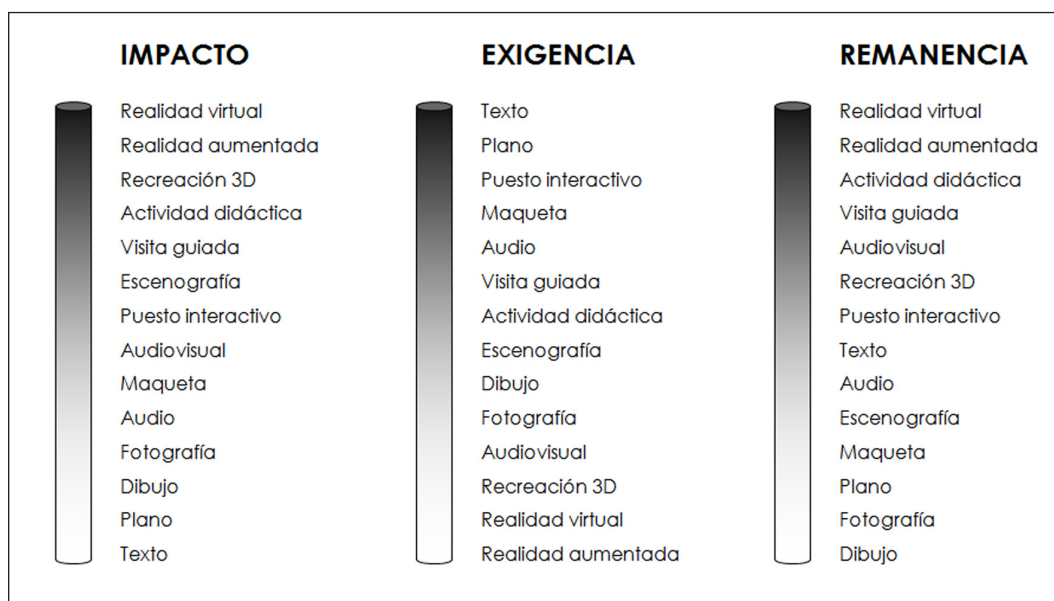 IMPACTO
Realidad virtual
Realidad aumentada
Recreación 3D
Actividad didáctica
Visita guiada
Escenografía
Puesto interactivo
Audiovisual
Maqueta
Audio
Fotografía
Dibujo
Plano
Texto
EXIGENCIA
Texto
Plano
Puesto interactivo
Maqueta
Audio
Visita guiada
Actividad didáctica
Escenografía
Dibujo
Fotografía
Audiovisual
Recreación 3D
Realidad virtual
Realidad aumentada
REMANENCIA
Realidad virtual
Realidad aumentada
Actividad didáctica
Visita guiada
Audiovisual
Recreación 3D
Puesto interactivo
Texto
Audio
Escenografía
Maqueta
Plano
Fotografía
Dibujo